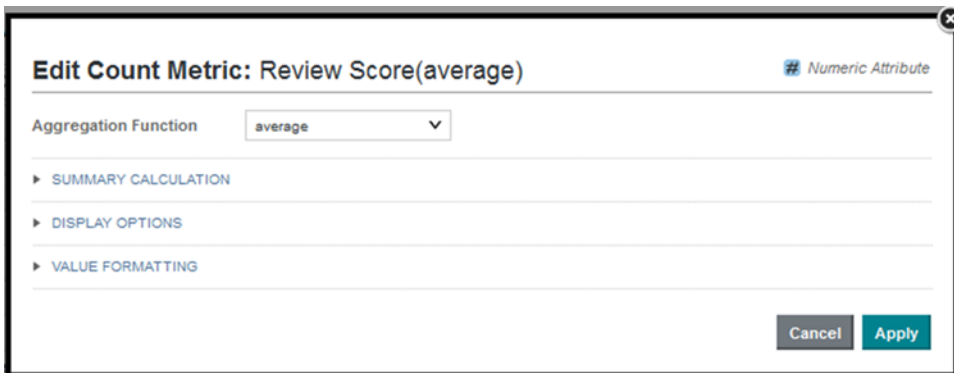 Edit Count Metric: Review Score(average)
# Numeric Attribute
Aggregation Function
average
SUMMARY CALCULATION
DISPLAY OPTIONS
VALUE FORMATTING
Cancel
Apply